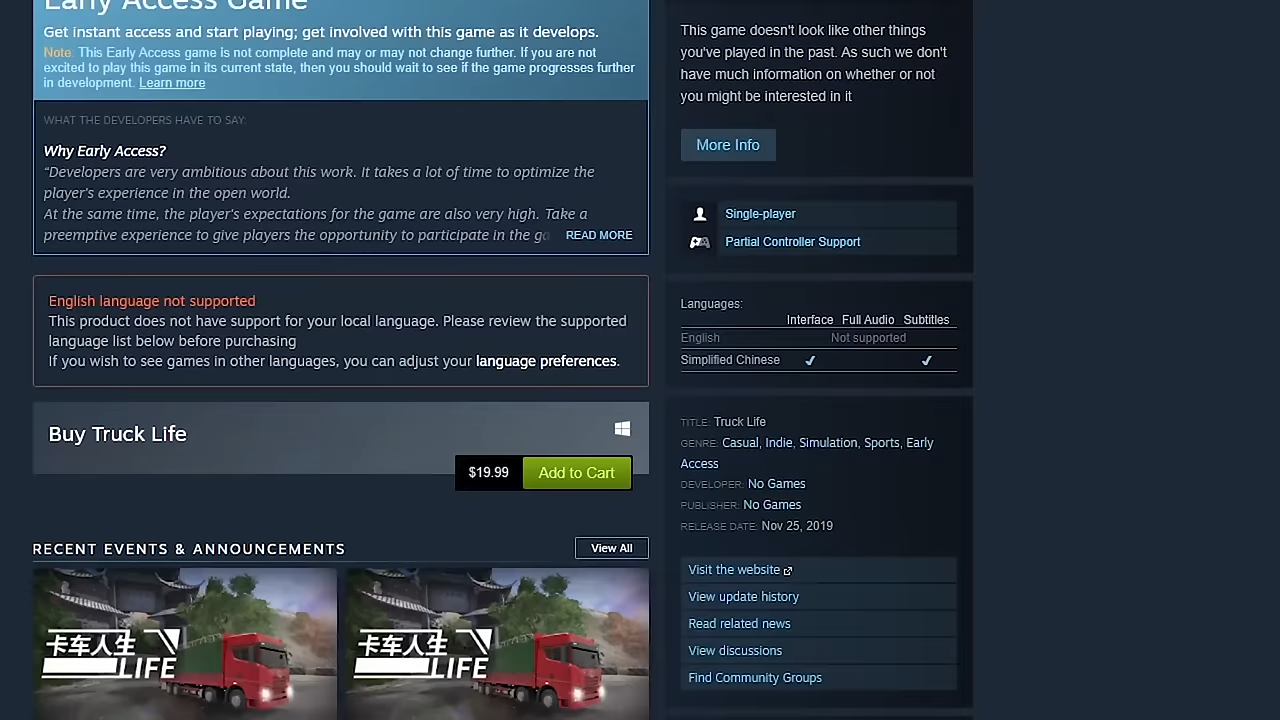 Early Access Game
Get instant access and start playing; get involved with this game as it develops.
Note: This Early Access game is not complete and may or may not change further. If you are not
excited to play this game in its current state, then you should wait to see if the game progresses further
in development. Learn more
WHAT THE DEVELOPERS HAVE TO SAY:
Why Early Access?
“Developers are very ambitious about this work. It takes a lot of time to optimize the
player's experience in the open world.
At the same time, the player's expectations for the game are also very high. Take a
preemptive experience to give players the opportunity to participate in the ga
READ MORE
English language not supported
This product does not have support for your local language. Please review the supported
language list below before purchasing
If you wish to see games in other languages, you can adjust your language preferences.
Buy Truck Life
$19.99
Add to Cart
RECENT EVENTS & ANNOUNCEMENTS
View All
卡车人生
LIFE
卡车人生
LIFE
This game doesn't look like other things
you've played in the past. As such we don't
have much information on whether or not
you might be interested in it
More Info
Single-player
Partial Controller Support
Languages:
Interface Full Audio Subtitles
English Not supported
Simplified Chinese ✔ ✔
TITLE: Truck Life
GENRE: Casual, Indie, Simulation, Sports, Early
Access
DEVELOPER: No Games
PUBLISHER: No Games
RELEASE DATE: Nov 25, 2019
Visit the website
View update history
Read related news
View discussions
Find Community Groups